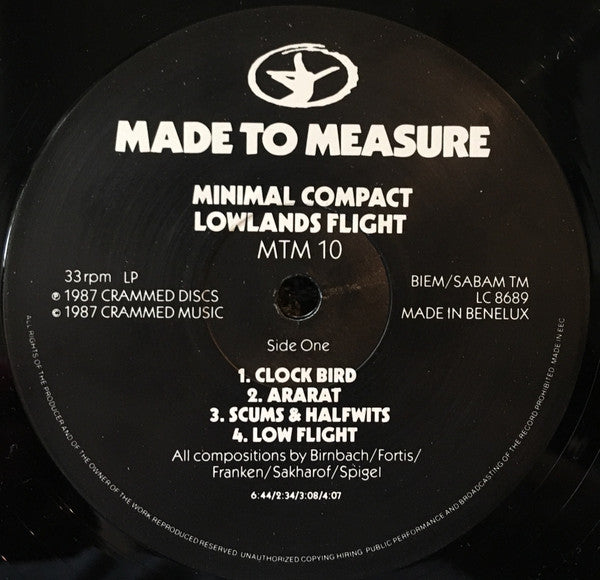 MADE TO MEASURE
MINIMAL COMPACT
LOWLANDS FLIGHT
MTM 10
33 rpm LP
℗ 1987 CRAMMED DISCS
© 1987 CRAMMED MUSIC
BIEM/SABAM TM
LC 8689
MADE IN BENELUX
Side One
1. CLOCK BIRD
2. ARARAT
3. SCUMS & HALFWITS
4. LOW FLIGHT
All compositions by Birnbach/Fortis/
Franken/Sakharof/Spigel
6:44/2:34/3:08/4:07
ALL RIGHTS OF THE PRODUCER AND OF THE OWNER OF THE WORK REPRODUCED RESERVED UNAUTHORIZED COPYING HIRING PUBLIC PERFORMANCE AND BROADCASTING OF THE RECORD PROHIBITED MADE IN EEC